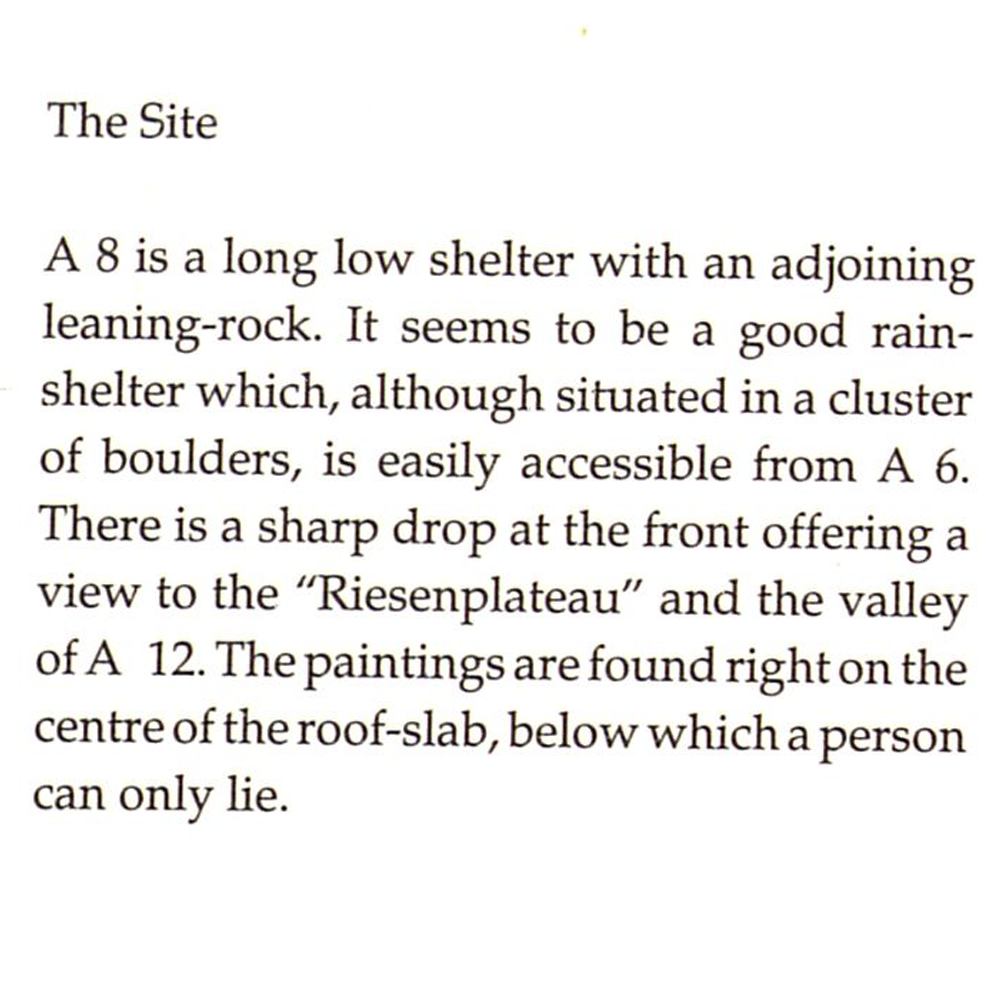 The Site
A 8 is a long low shelter with an adjoining
leaning-rock. It seems to be a good rain-
shelter which, although situated in a cluster
of boulders, is easily accessible from A 6.
There is a sharp drop at the front offering a
view to the “Riesenplateau” and the valley
of A 12. The paintings are found right on the
centre of the roof-slab, below which a person
can only lie.